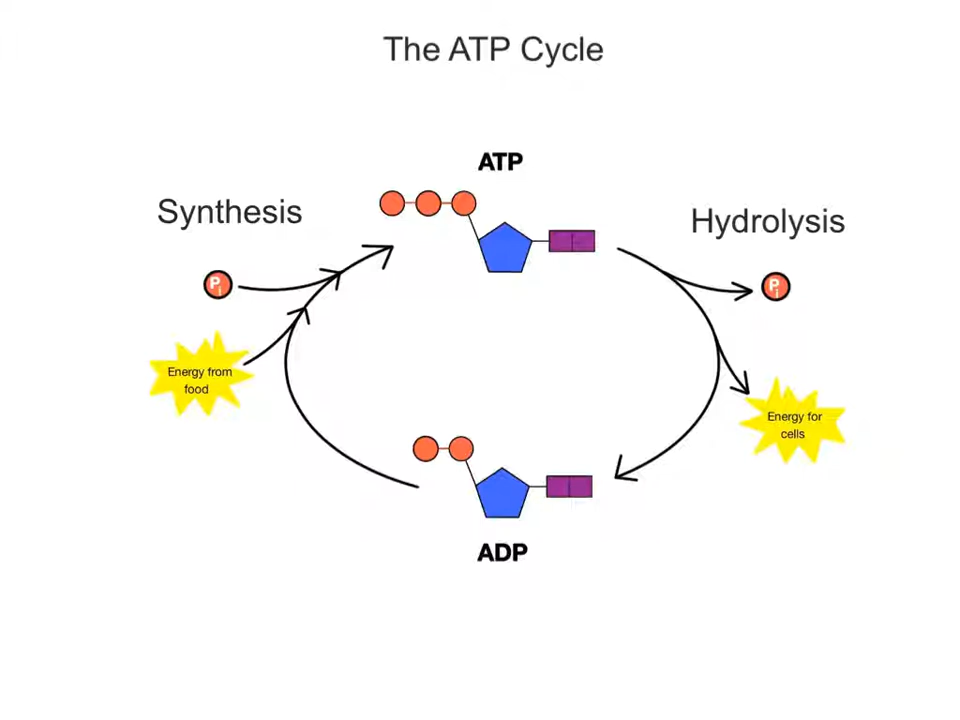 The ATP Cycle
ATP
Synthesis
Hydrolysis
Pi
Pi
Energy from
food
Energy for
cells
ADP